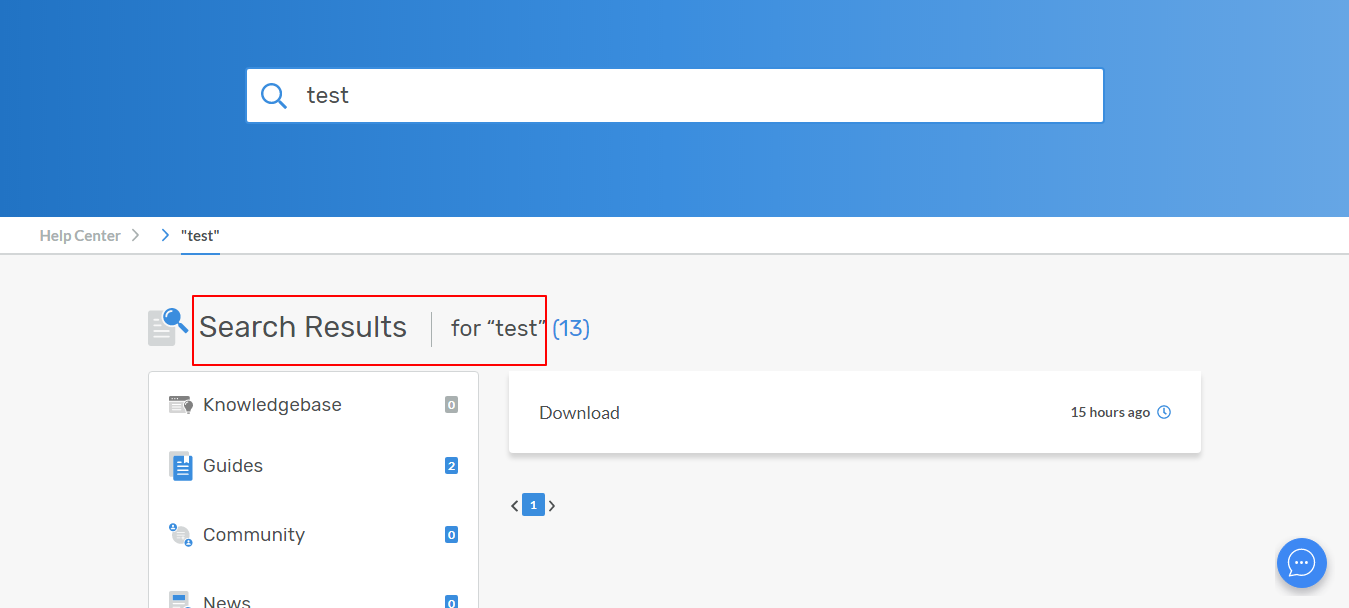 test
Help Center
"test"
Search Results for “test” (13)
Knowledgebase 0
Download 15 hours ago
Guides 2
1
Community 0
News 0